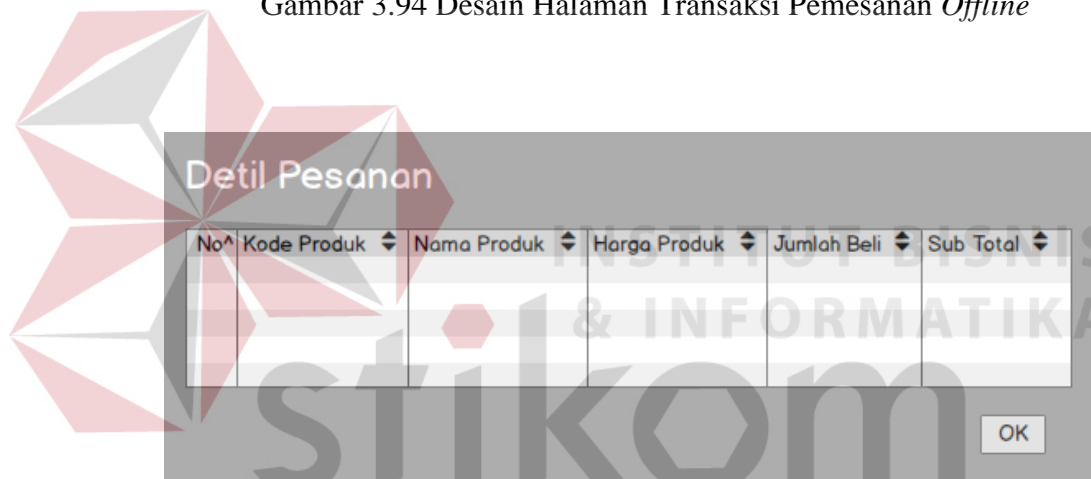 Gambar 3.94 Desain Halaman Transaksi Pemesanan Offline
Detil Pesanan
No^ Kode Produk Nama Produk Harga Produk Jumlah Beli Sub Total
INSTITUT BISNIS
& INFORMATIKA
stikom
OK